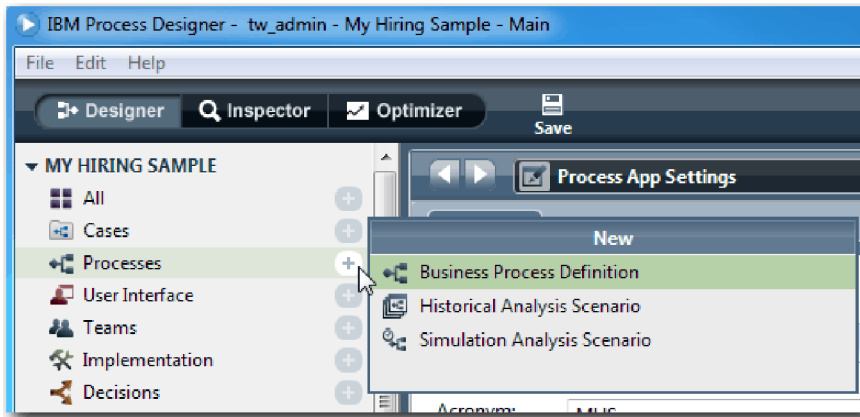 IBM Process Designer - tw_admin - My Hiring Sample - Main
File Edit Help
Designer Inspector Optimizer Save
MY HIRING SAMPLE
Process App Settings
All
Cases
New
Processes
Business Process Definition
User Interface
Historical Analysis Scenario
Teams
Simulation Analysis Scenario
Implementation
Decisions
Acronym: MHS